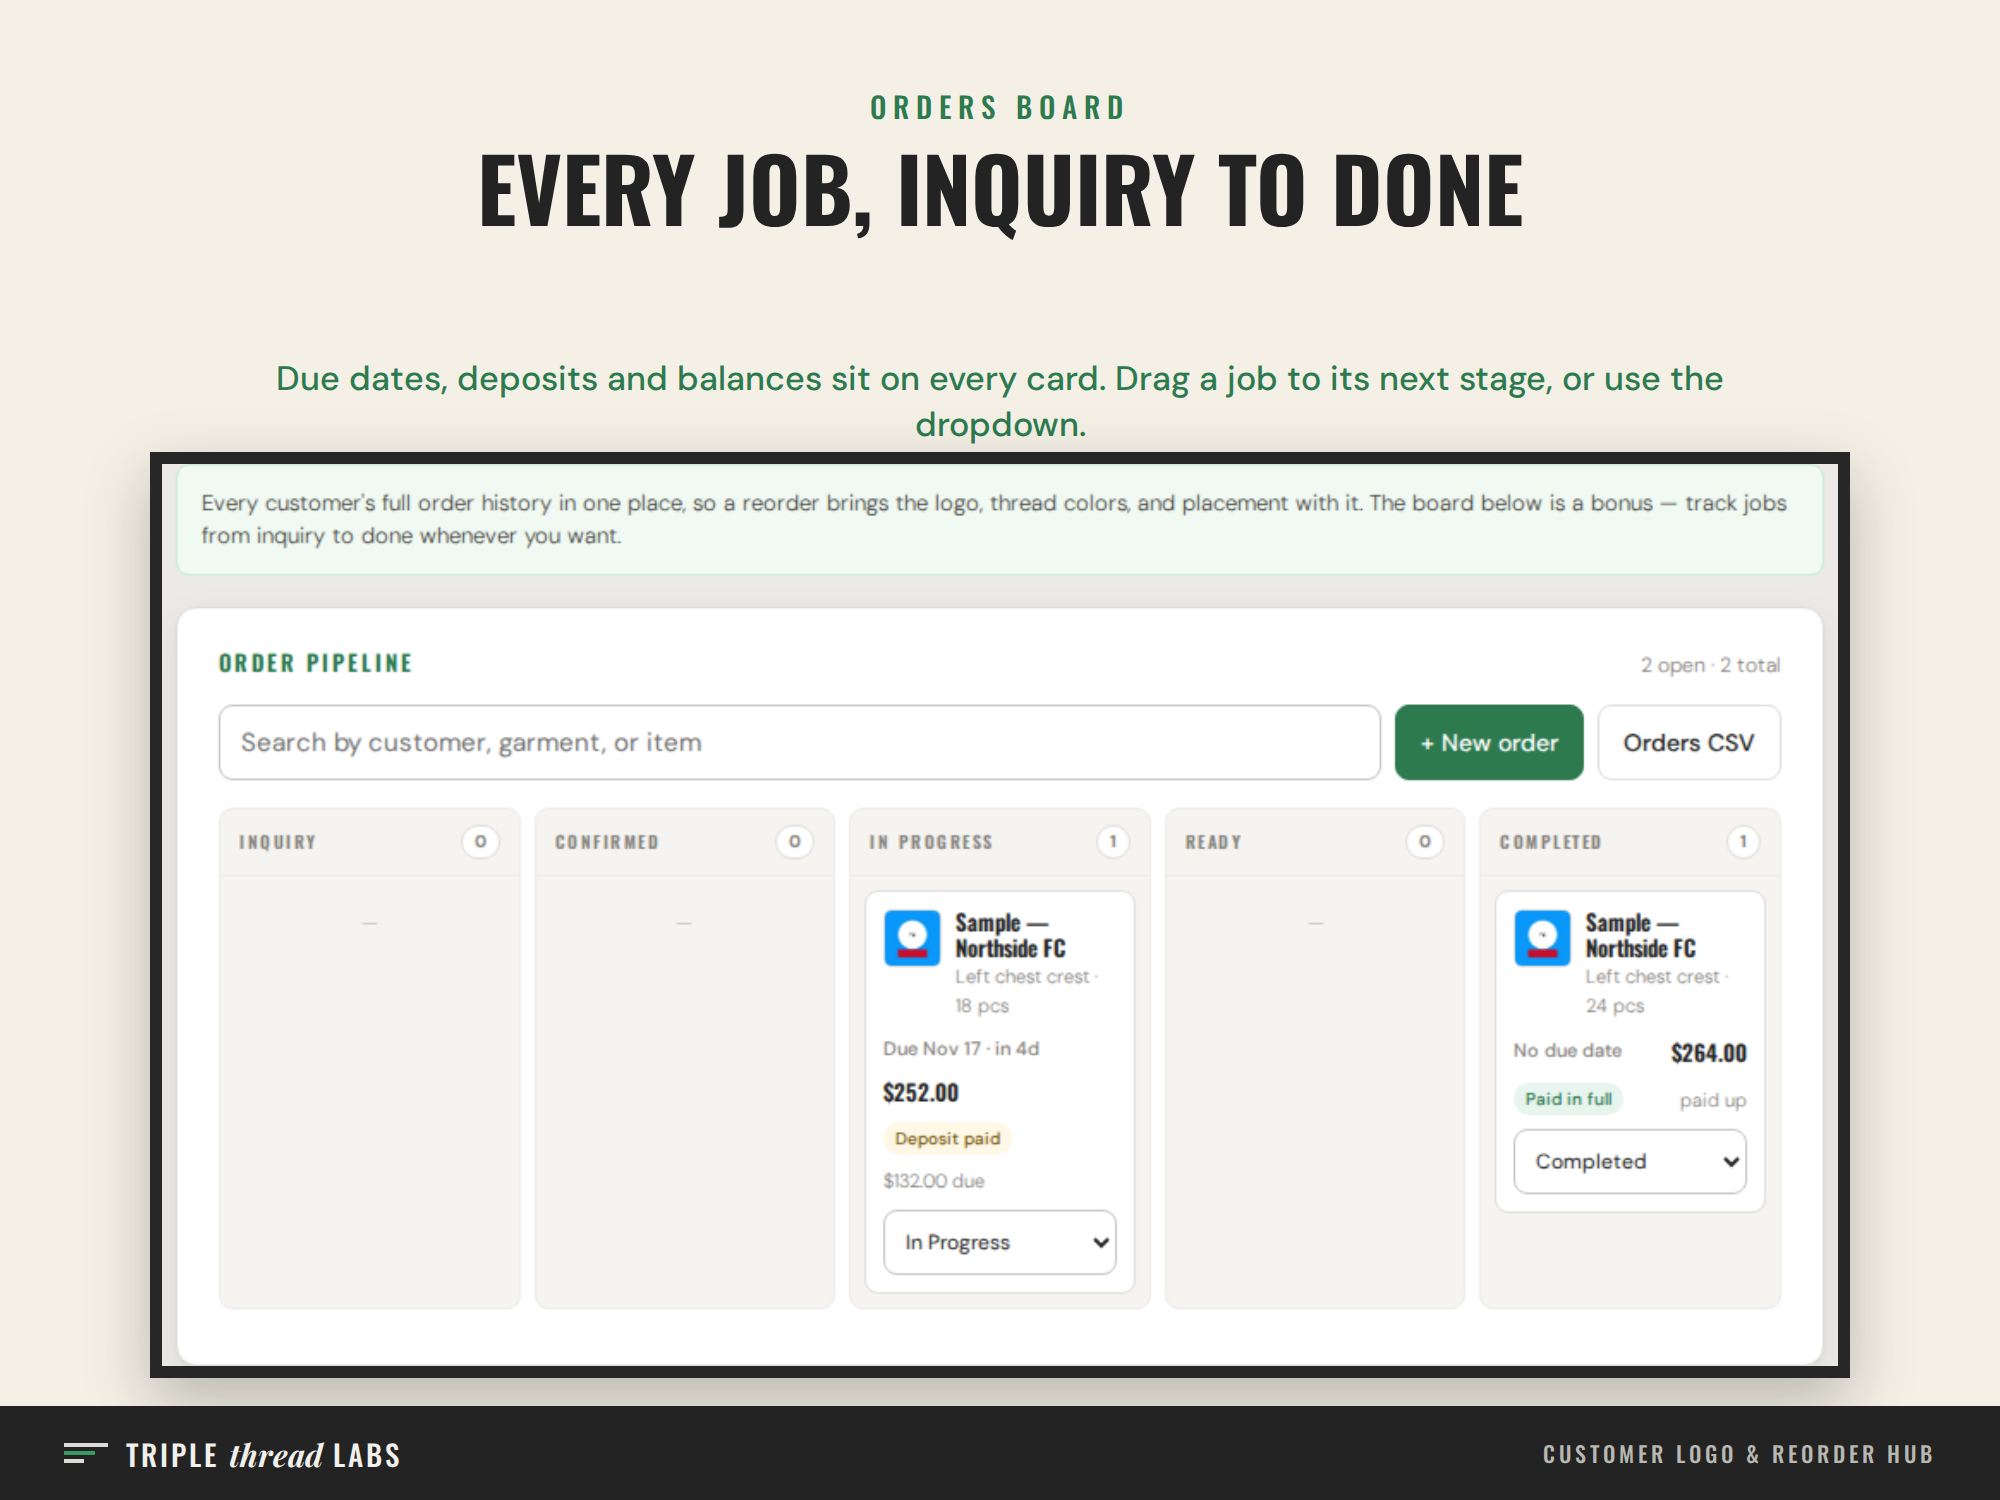 ORDERS BOARD
EVERY JOB, INQUIRY TO DONE
Due dates, deposits and balances sit on every card. Drag a job to its next stage, or use the
dropdown.
Every customer's full order history in one place, so a reorder brings the logo, thread colors, and placement with it. The board below is a bonus — track jobs
from inquiry to done whenever you want.
ORDER PIPELINE
2 open · 2 total
Search by customer, garment, or item
+ New order
Orders CSV
INQUIRY 0
—
CONFIRMED 0
—
IN PROGRESS 1
Sample —
Northside FC
Left chest crest ·
18 pcs
Due Nov 17 · in 4d
$252.00
Deposit paid
$132.00 due
In Progress
READY 0
—
COMPLETED 1
Sample —
Northside FC
Left chest crest ·
24 pcs
No due date $264.00
Paid in full paid up
Completed
TRIPLE thread LABS
CUSTOMER LOGO & REORDER HUB